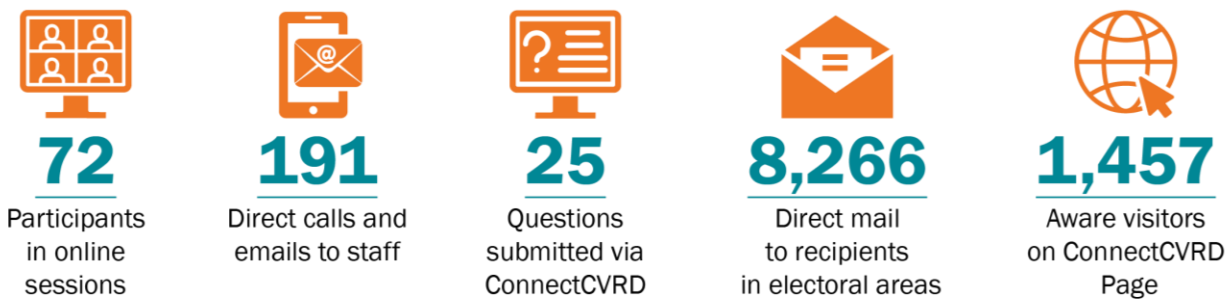 @
?
72
Participants
in online
sessions
191
Direct calls and
emails to staff
25
Questions
submitted via
ConnectCVRD
8,266
Direct mail
to recipients
in electoral areas
1,457
Aware visitors
on ConnectCVRD
Page